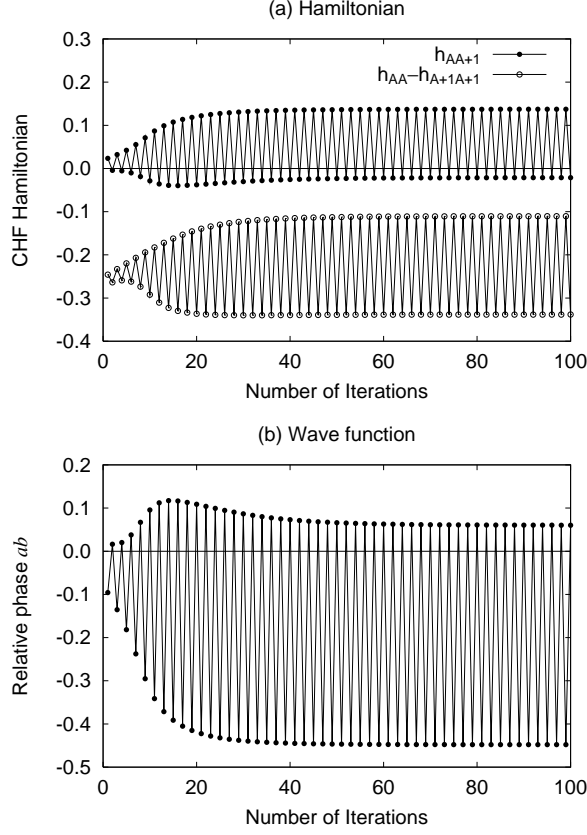 (a) Hamiltonian
0.3
0.2
0.1
0.0
-0.1
-0.2
-0.3
-0.4
CHF Hamiltonian
h_AA+1
h_AA−h_A+1A+1
0 20 40 60 80 100
Number of Iterations
(b) Wave function
0.2
0.1
0.0
-0.1
-0.2
-0.3
-0.4
-0.5
Relative phase ab
0 20 40 60 80 100
Number of Iterations